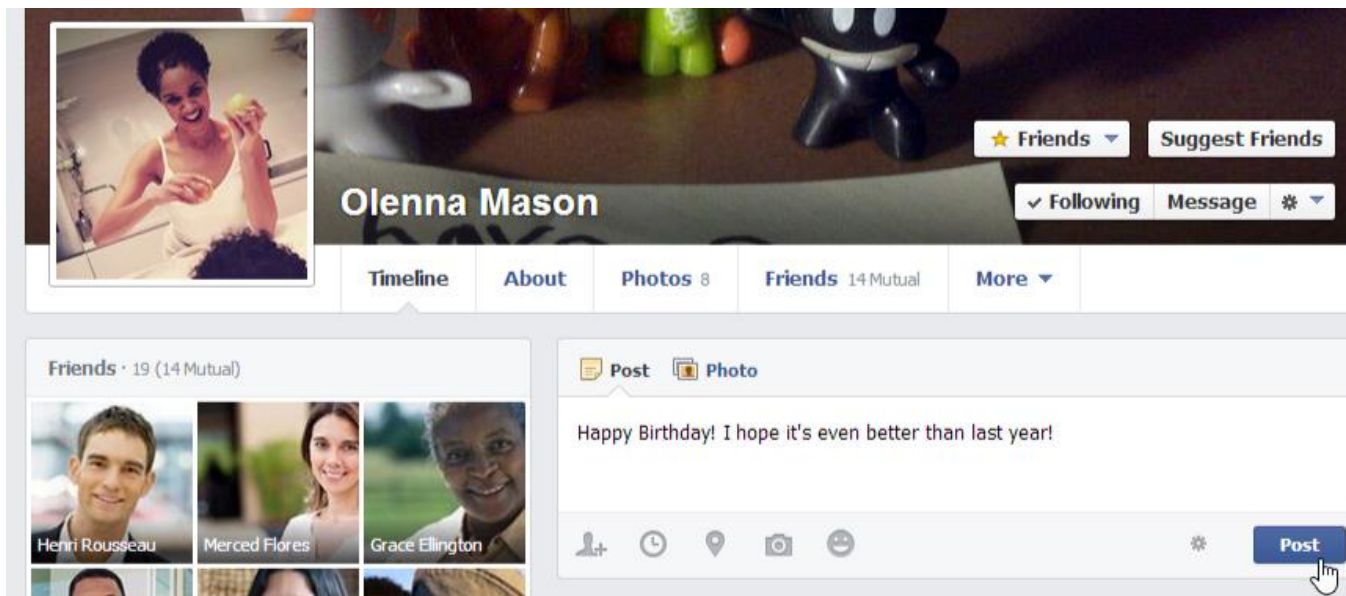 Friends
Suggest Friends
Olenna Mason
Following
Message
Timeline
About
Photos 8
Friends 14 Mutual
More
Friends · 19 (14 Mutual)
Henri Rousseau
Merced Flores
Grace Ellington
Post
Photo
Happy Birthday! I hope it's even better than last year!
Post